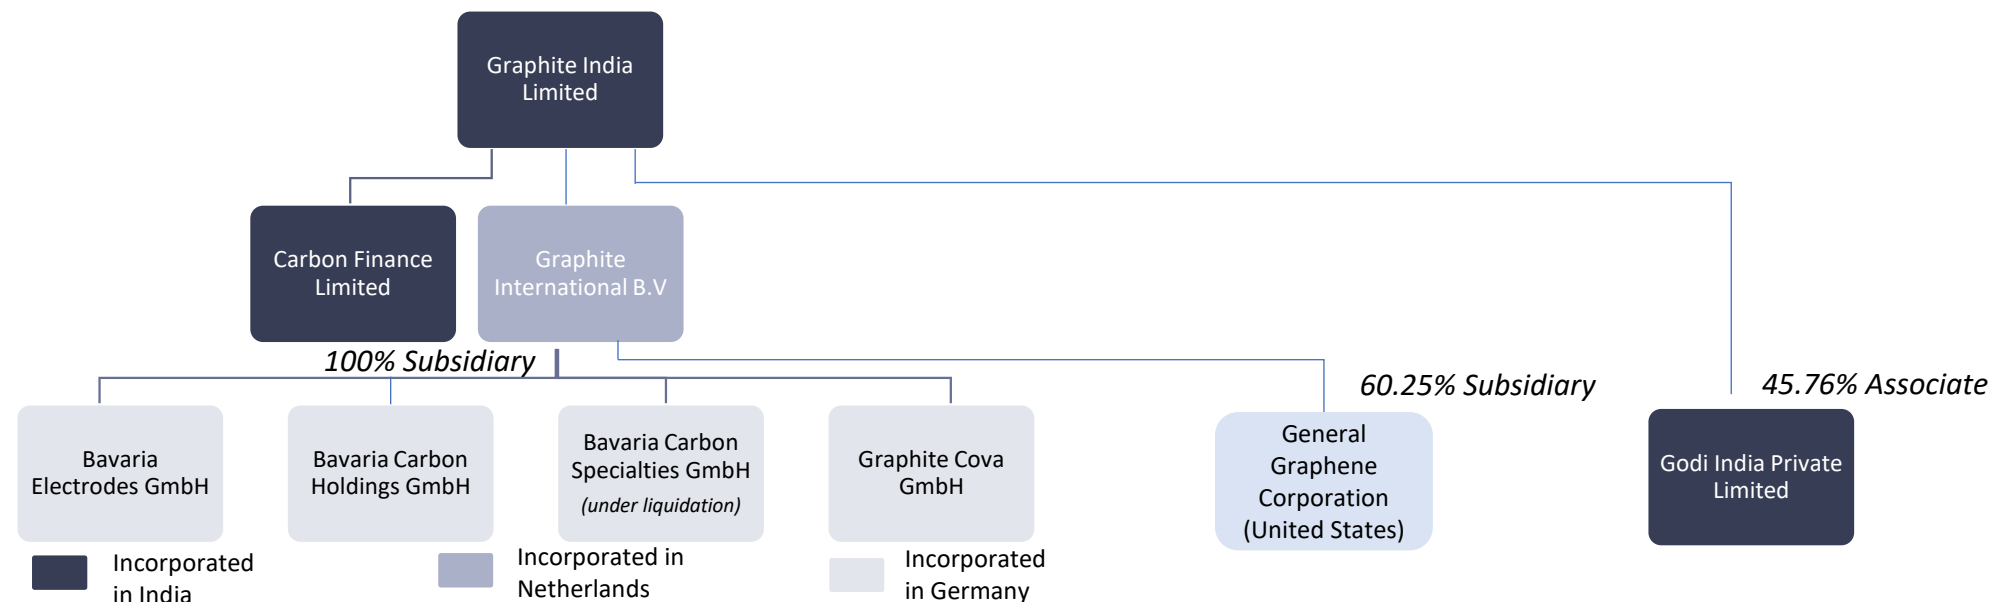 Graphite India
Limited
Carbon Finance
Limited
Graphite
International B.V
100% Subsidiary
60.25% Subsidiary
45.76% Associate
Bavaria
Electrodes GmbH
Bavaria Carbon
Holdings GmbH
Bavaria Carbon
Specialties GmbH
(under liquidation)
Graphite Cova
GmbH
General
Graphene
Corporation
(United States)
Godi India Private
Limited
Incorporated
in India
Incorporated in
Netherlands
Incorporated
in Germany